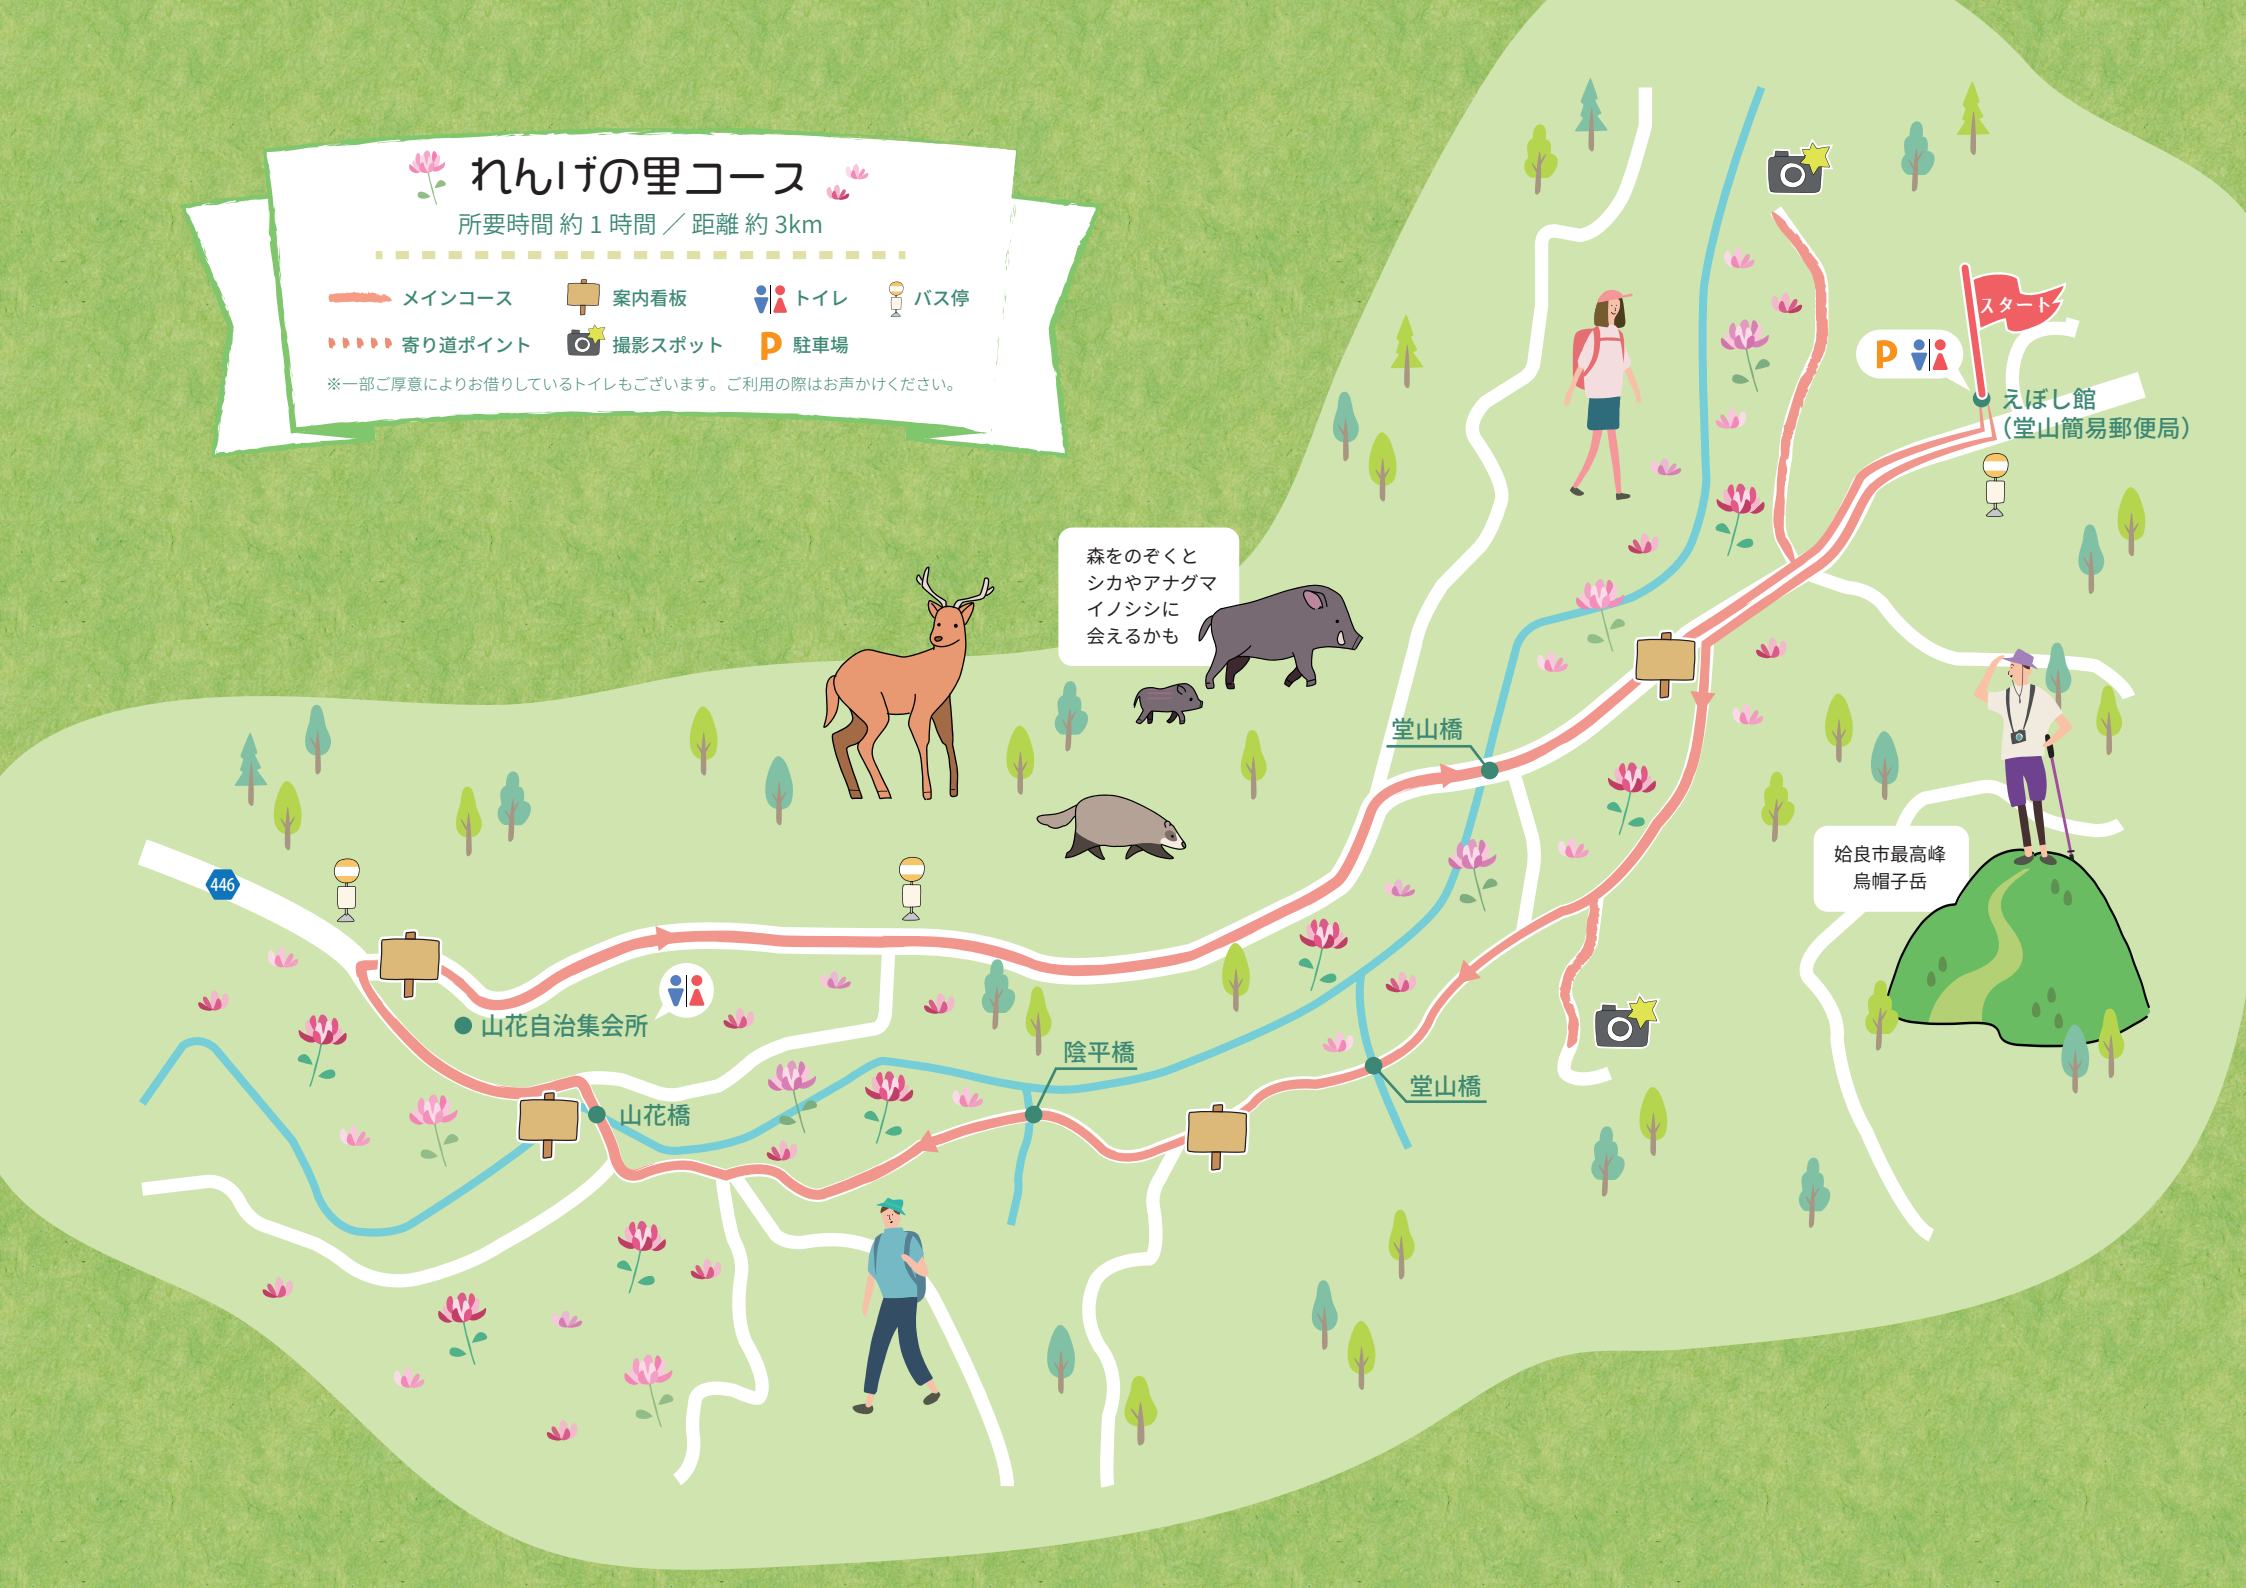 れんげの里コース
所要時間 約 1 時間 ／ 距離 約 3km
メインコース
案内看板
トイレ
バス停
寄り道ポイント
撮影スポット
P 駐車場
※一部ご厚意によりお借りしているトイレもございます。ご利用の際はお声かけください。
スタート
P
えぼし館
（堂山簡易郵便局）
森をのぞくと
シカやアナグマ
イノシシに
会えるかも
堂山橋
姶良市最高峰
烏帽子岳
446
山花自治集会所
陰平橋
堂山橋
山花橋